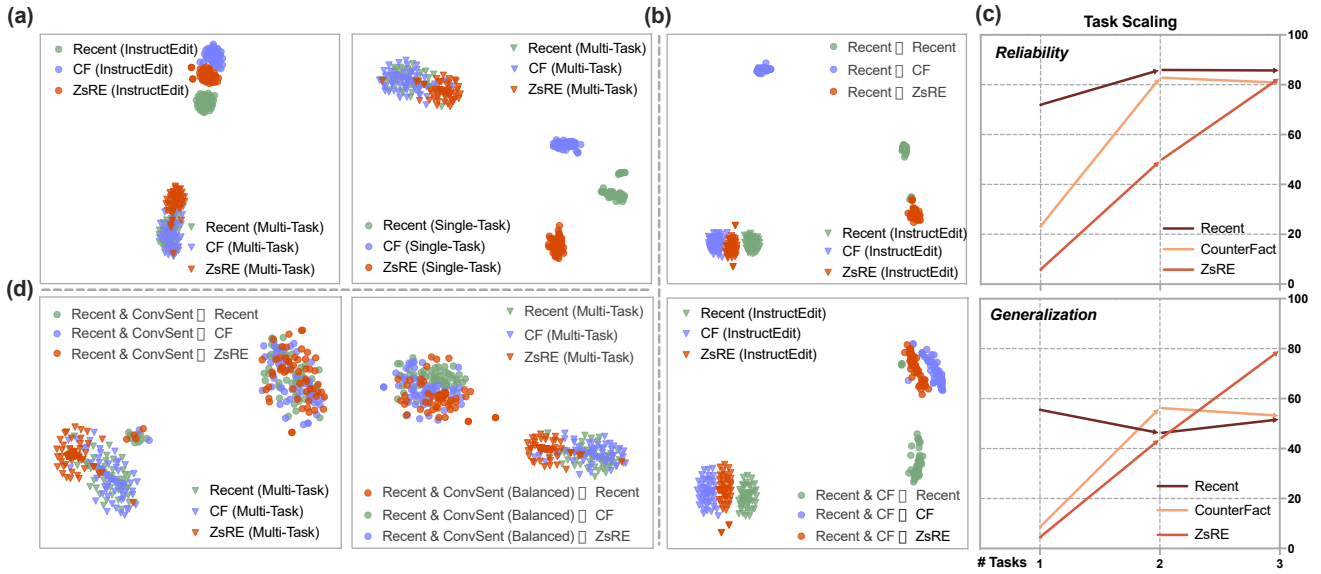 (a)
Recent (InstructEdit)
CF (InstructEdit)
ZsRE (InstructEdit)
Recent (Multi-Task)
CF (Multi-Task)
ZsRE (Multi-Task)
Recent (Multi-Task)
CF (Multi-Task)
ZsRE (Multi-Task)
Recent (Single-Task)
CF (Single-Task)
ZsRE (Single-Task)
(b)
Recent ▯ Recent
Recent ▯ CF
Recent ▯ ZsRE
Recent (InstructEdit)
CF (InstructEdit)
ZsRE (InstructEdit)
Recent (InstructEdit)
CF (InstructEdit)
ZsRE (InstructEdit)
Recent & CF ▯ Recent
Recent & CF ▯ CF
Recent & CF ▯ ZsRE
(c)
Task Scaling
Reliability
100
80
60
40
20
0
Recent
CounterFact
ZsRE
Generalization
100
80
60
40
20
0
Recent
CounterFact
ZsRE
# Tasks 1 2 3
(d)
Recent & ConvSent ▯ Recent
Recent & ConvSent ▯ CF
Recent & ConvSent ▯ ZsRE
Recent (Multi-Task)
CF (Multi-Task)
ZsRE (Multi-Task)
Recent (Multi-Task)
CF (Multi-Task)
ZsRE (Multi-Task)
Recent & ConvSent (Balanced) ▯ Recent
Recent & ConvSent (Balanced) ▯ CF
Recent & ConvSent (Balanced) ▯ ZsRE